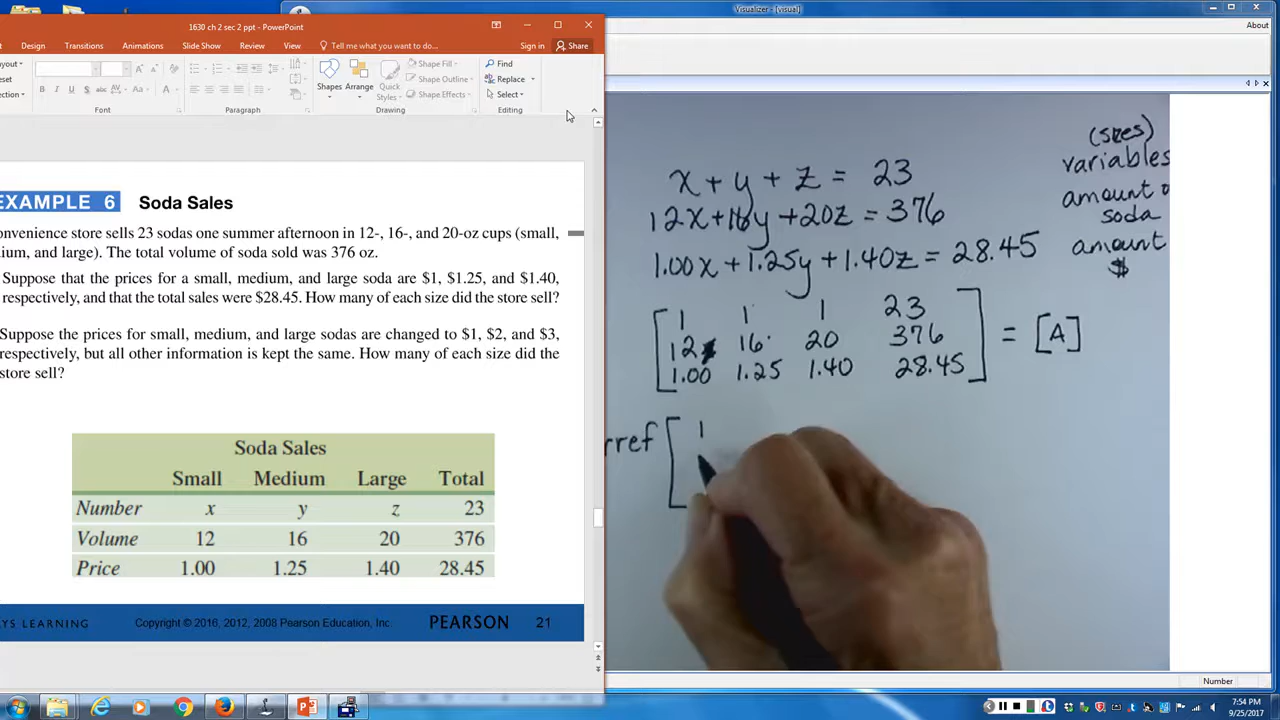 1630 ch 2 sec 2 ppt - PowerPoint
Design Transitions Animations Slide Show Review View Tell me what you want to do... Sign in Share
Shape Fill
Shape Outline
Shape Effects
Shapes Arrange Quick Styles
Find
Replace
Select
Font Paragraph Drawing Editing
EXAMPLE 6 Soda Sales
onvenience store sells 23 sodas one summer afternoon in 12-, 16-, and 20-oz cups (small,
ium, and large). The total volume of soda sold was 376 oz.
Suppose that the prices for a small, medium, and large soda are $1, $1.25, and $1.40,
respectively, and that the total sales were $28.45. How many of each size did the store sell?
Suppose the prices for small, medium, and large sodas are changed to $1, $2, and $3,
respectively, but all other information is kept the same. How many of each size did the
store sell?
Soda Sales
Small Medium Large Total
Number x y z 23
Volume 12 16 20 376
Price 1.00 1.25 1.40 28.45
AYS LEARNING Copyright © 2016, 2012, 2008 Pearson Education, Inc. PEARSON 21
Visualizer - [visual]
About
(sizes)
variables
x + y + z = 23
amount o
soda
12x + 16y + 20z = 376
amount
$
1.00x + 1.25y + 1.40z = 28.45
1 1 1 23
12 16 20 376 = [A]
1.00 1.25 1.40 28.45
rref [ 1
Number
7:54 PM
9/25/2017